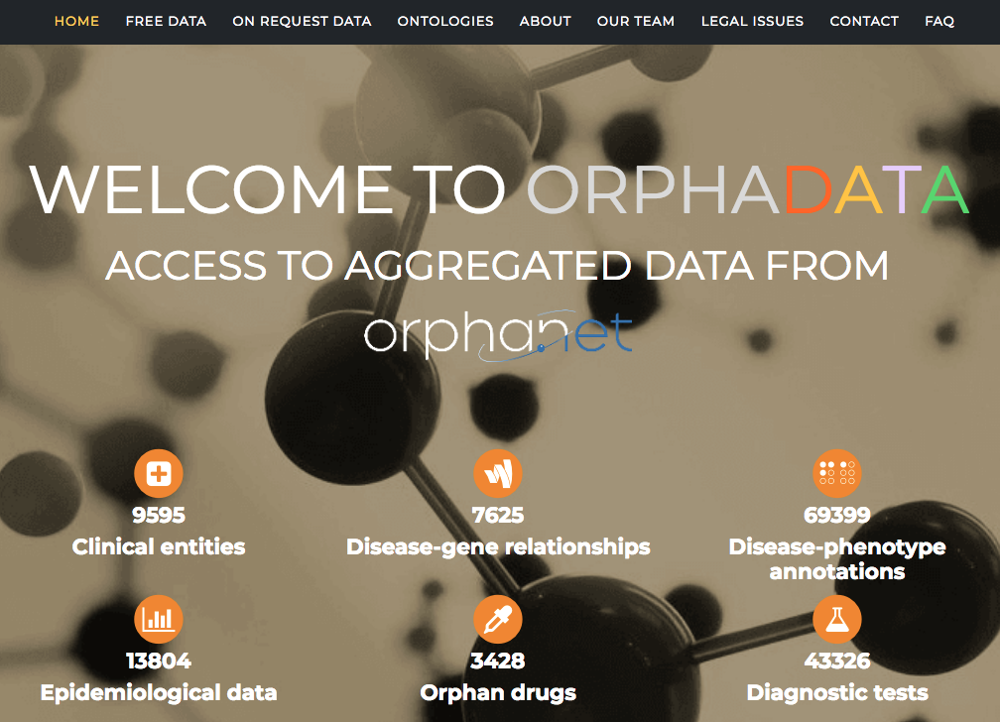 HOME FREE DATA ON REQUEST DATA ONTOLOGIES ABOUT OUR TEAM LEGAL ISSUES CONTACT FAQ
WELCOME TO ORPHADATA
ACCESS TO AGGREGATED DATA FROM
orphanet
9595 7625 69399
Clinical entities Disease-gene relationships Disease-phenotype
annotations
13804 3428 43326
Epidemiological data Orphan drugs Diagnostic tests